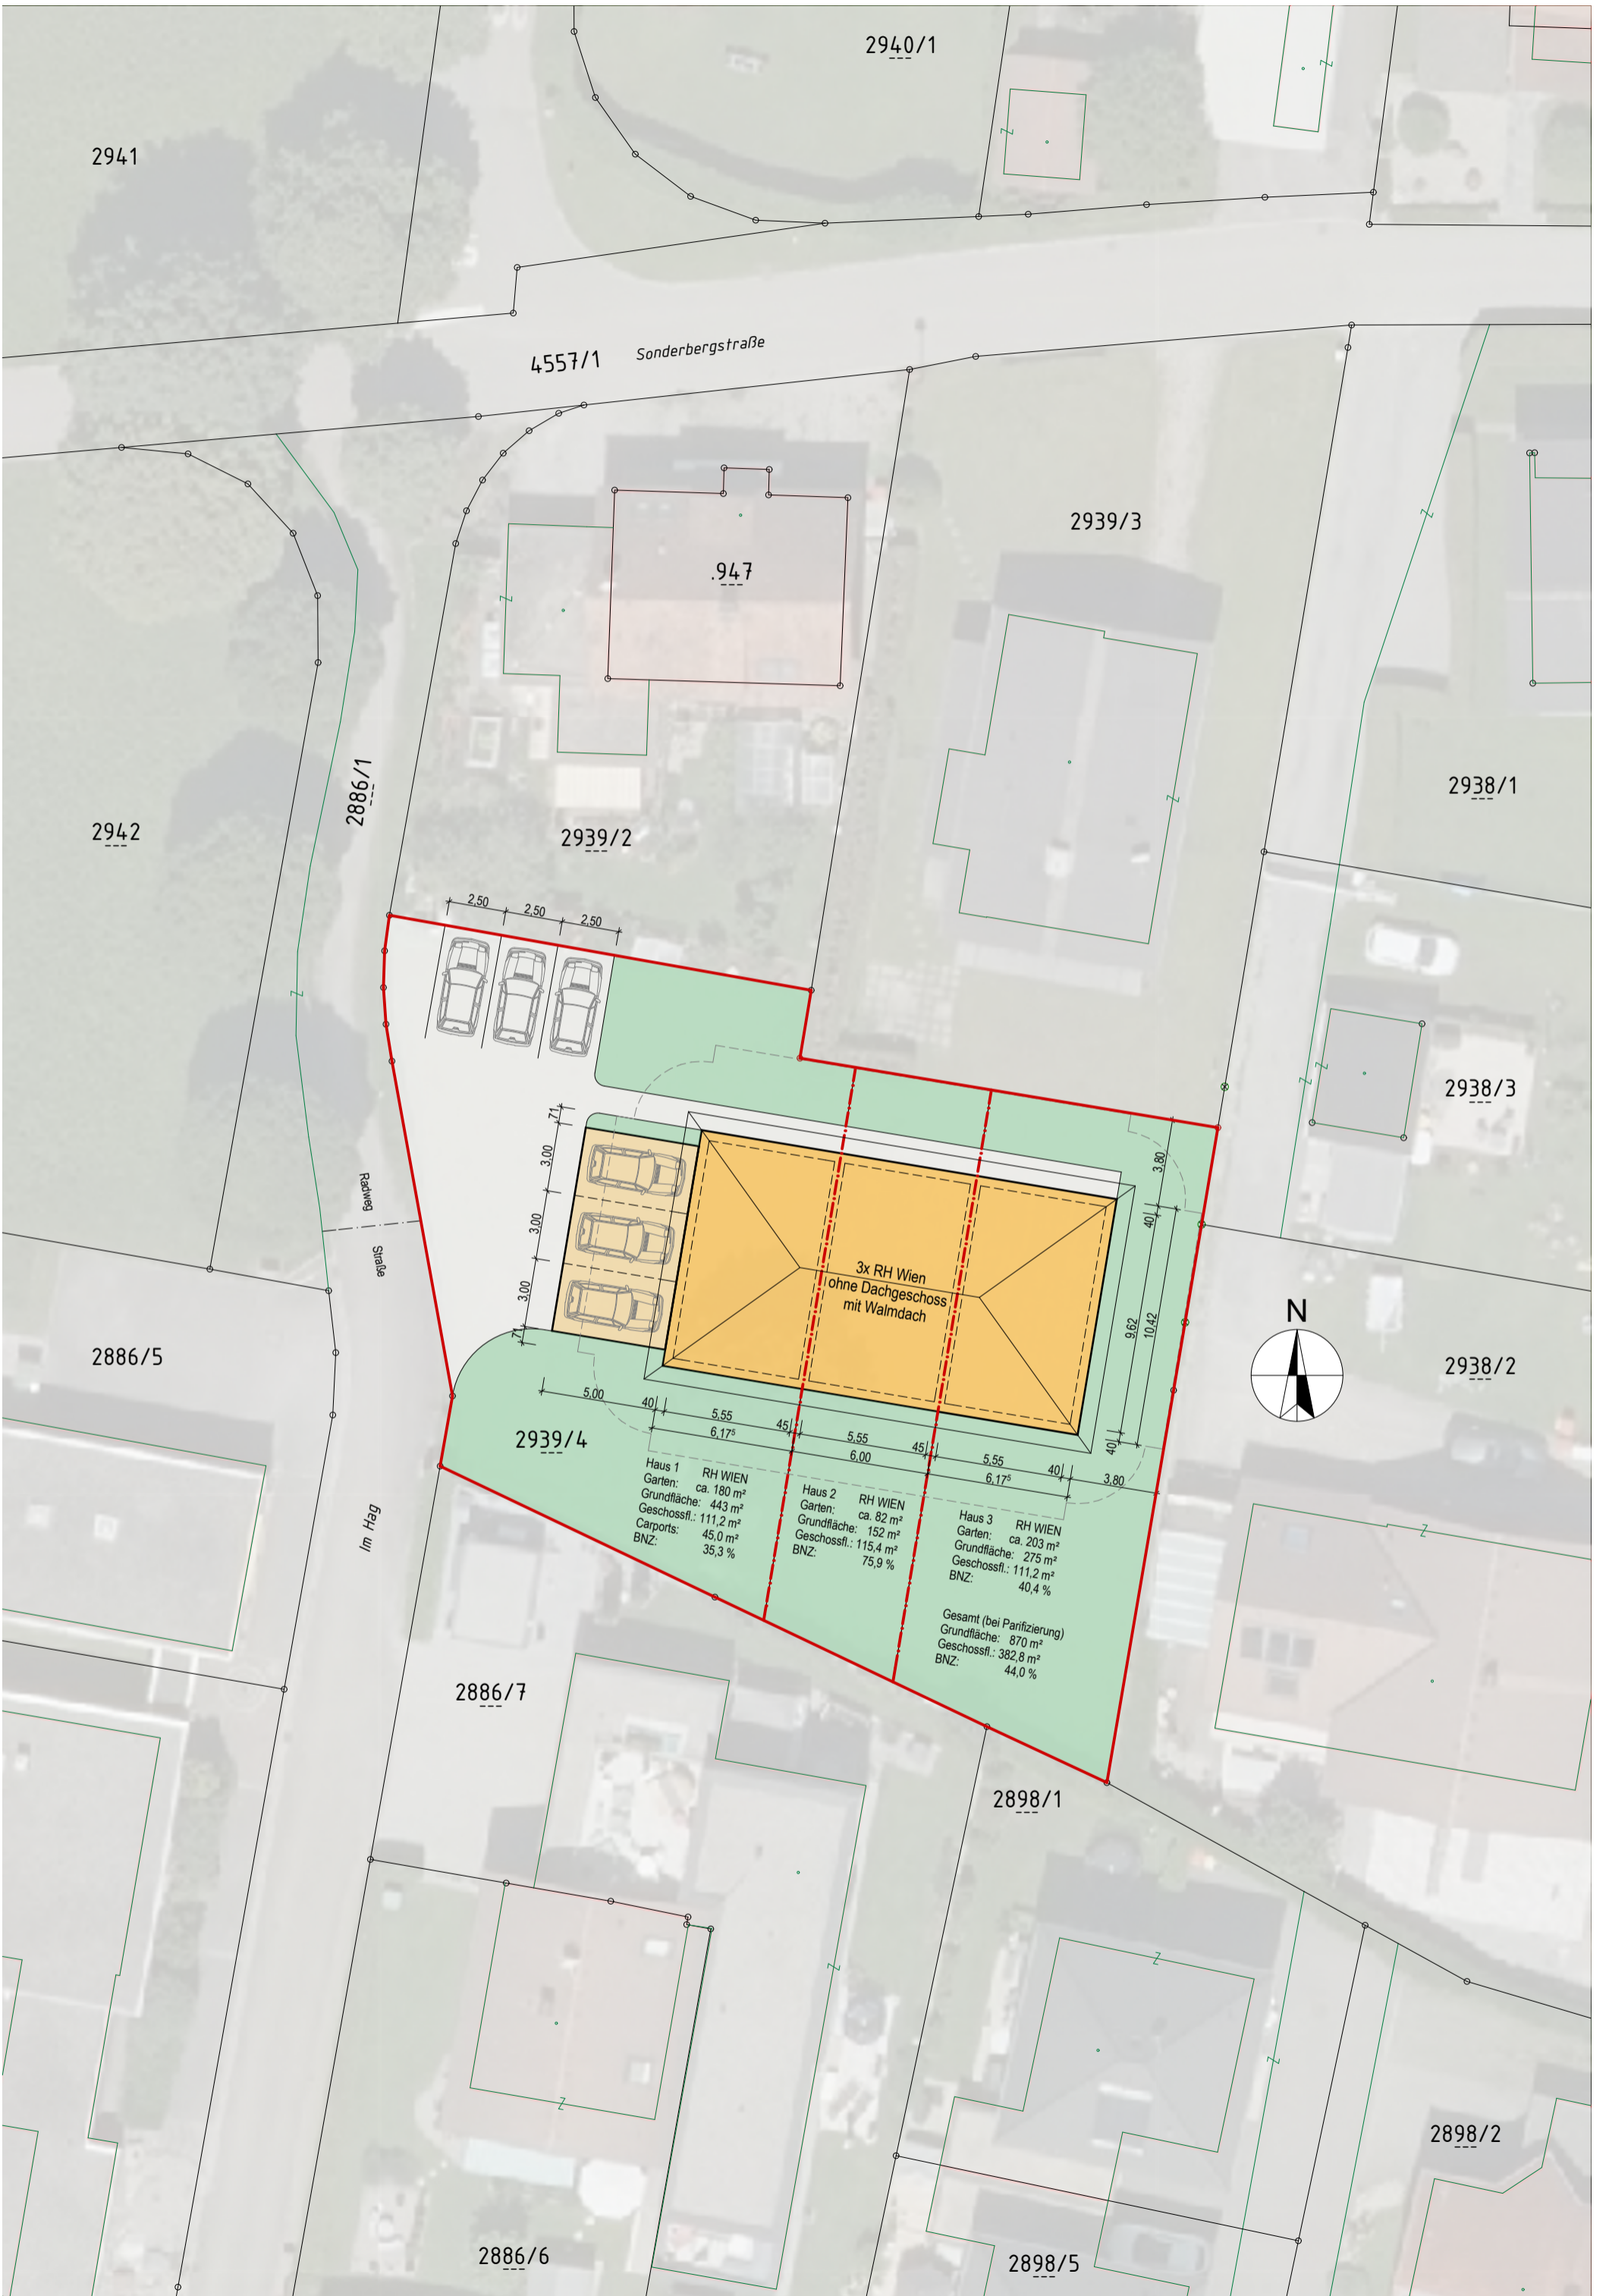 2940/1
2941
4557/1 Sonderbergstraße
2939/3
.947
2886/1
2938/1
2942
2939/2
2,50
2,50
2,50
2938/3
71
3,00
3,00
3,00
71
3,80
40
Radweg
Straße
3x RH Wien
ohne Dachgeschoss
mit Walmdach
9,62
10,42
40
N
2886/5
2938/2
5,00
40
5,55
45
5,55
45
5,55
40
6,17⁵
6,00
6,17⁵
3,80
2939/4
Haus 1 RH WIEN
Garten: ca. 180 m²
Grundfläche: 443 m²
Geschossfl.: 111,2 m²
Carports: 45,0 m²
BNZ: 35,3 %
Haus 2 RH WIEN
Garten: ca. 82 m²
Grundfläche: 152 m²
Geschossfl.: 115,4 m²
BNZ: 75,9 %
Haus 3 RH WIEN
Garten: ca. 203 m²
Grundfläche: 275 m²
Geschossfl.: 111,2 m²
BNZ: 40,4 %
Gesamt (bei Parifizierung)
Grundfläche: 870 m²
Geschossfl.: 382,8 m²
BNZ: 44,0 %
Im Hag
2886/7
2898/1
2898/2
2886/6
2898/5